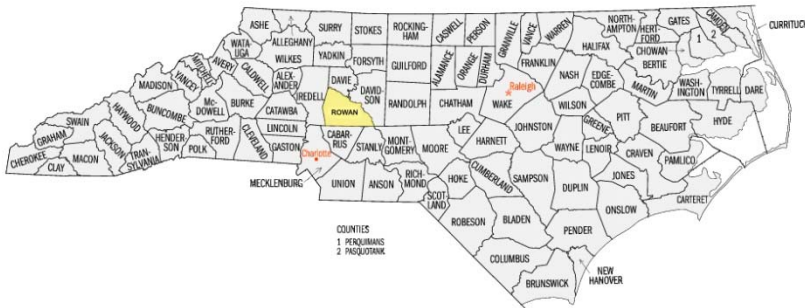 ASHE
ALLEGHANY
SURRY
STOKES
ROCKING-
HAM
CASWELL
PERSON
GRANVILLE
VANCE
WARREN
NORTH-
AMPTON
HERT-
FORD
GATES
CAMDEN
CURRITUCK
WATA-
UGA
WILKES
YADKIN
FORSYTH
GUILFORD
ALAMANCE
ORANGE
DURHAM
FRANKLIN
HALIFAX
CHOWAN
BERTIE
1
2
MITCHELL
AVERY
CALDWELL
ALEX-
ANDER
IREDELL
DAVIE
DAVID-
SON
RANDOLPH
CHATHAM
Raleigh
WAKE
NASH
EDGE-
COMBE
MARTIN
WASH-
INGTON
TYRRELL
DARE
MADISON
YANCEY
MC-
DOWELL
BURKE
CATAWBA
ROWAN
WILSON
PITT
BEAUFORT
HYDE
SWAIN
HAYWOOD
BUNCOMBE
RUTHER-
FORD
CLEVELAND
LINCOLN
GASTON
Charlotte
CABAR-
RUS
STANLY
MONT-
GOMERY
MOORE
LEE
HARNETT
JOHNSTON
WAYNE
GREENE
LENOIR
CRAVEN
PAMLICO
GRAHAM
CHEROKEE
CLAY
MACON
JACKSON
TRAN-
SYLVANIA
HENDER-
SON
POLK
MECKLENBURG
UNION
ANSON
RICH-
MOND
SCOT-
LAND
HOKE
CUMBERLAND
SAMPSON
DUPLIN
JONES
CARTERET
ONSLOW
ROBESON
BLADEN
PENDER
COUNTIES
1 PERQUIMANS
2 PASQUOTANK
COLUMBUS
BRUNSWICK
NEW
HANOVER